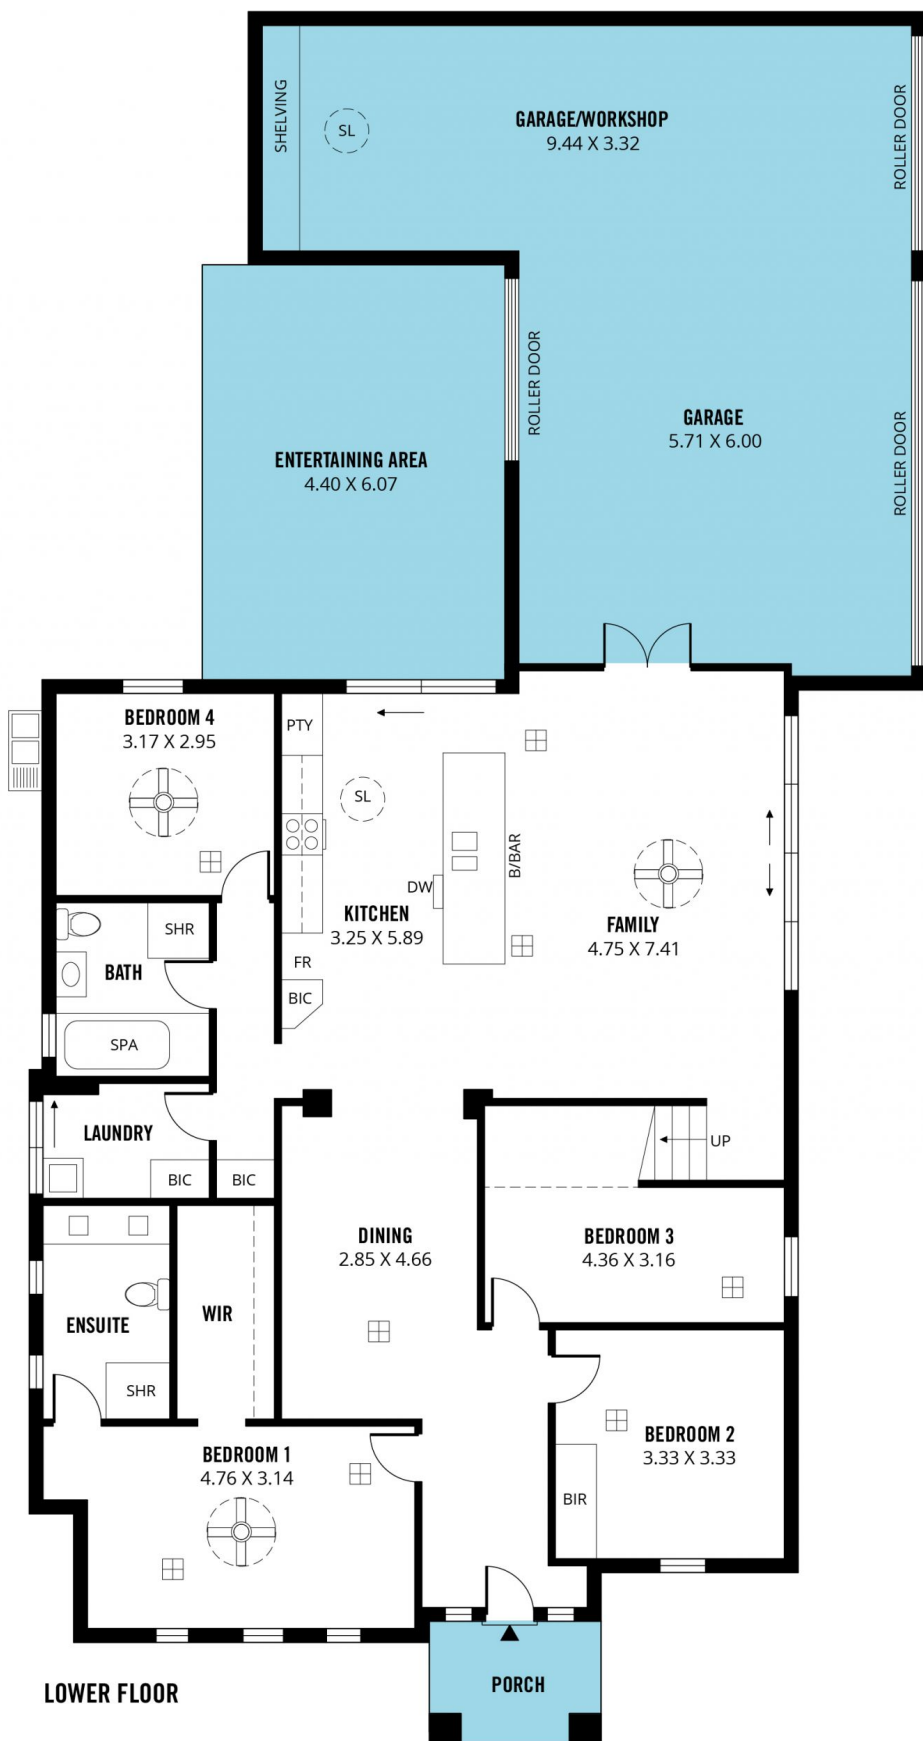 SHELVING
SL
GARAGE/WORKSHOP
9.44 X 3.32
ROLLER DOOR
ROLLER DOOR
GARAGE
5.71 X 6.00
ROLLER DOOR
ENTERTAINING AREA
4.40 X 6.07
BEDROOM 4
3.17 X 2.95
PTY
SL
B/BAR
DW
KITCHEN
3.25 X 5.89
FAMILY
4.75 X 7.41
SHR
BATH
FR
BIC
SPA
LAUNDRY
BIC
BIC
UP
DINING
2.85 X 4.66
BEDROOM 3
4.36 X 3.16
WIR
ENSUITE
SHR
BEDROOM 1
4.76 X 3.14
BEDROOM 2
3.33 X 3.33
BIR
PORCH
LOWER FLOOR